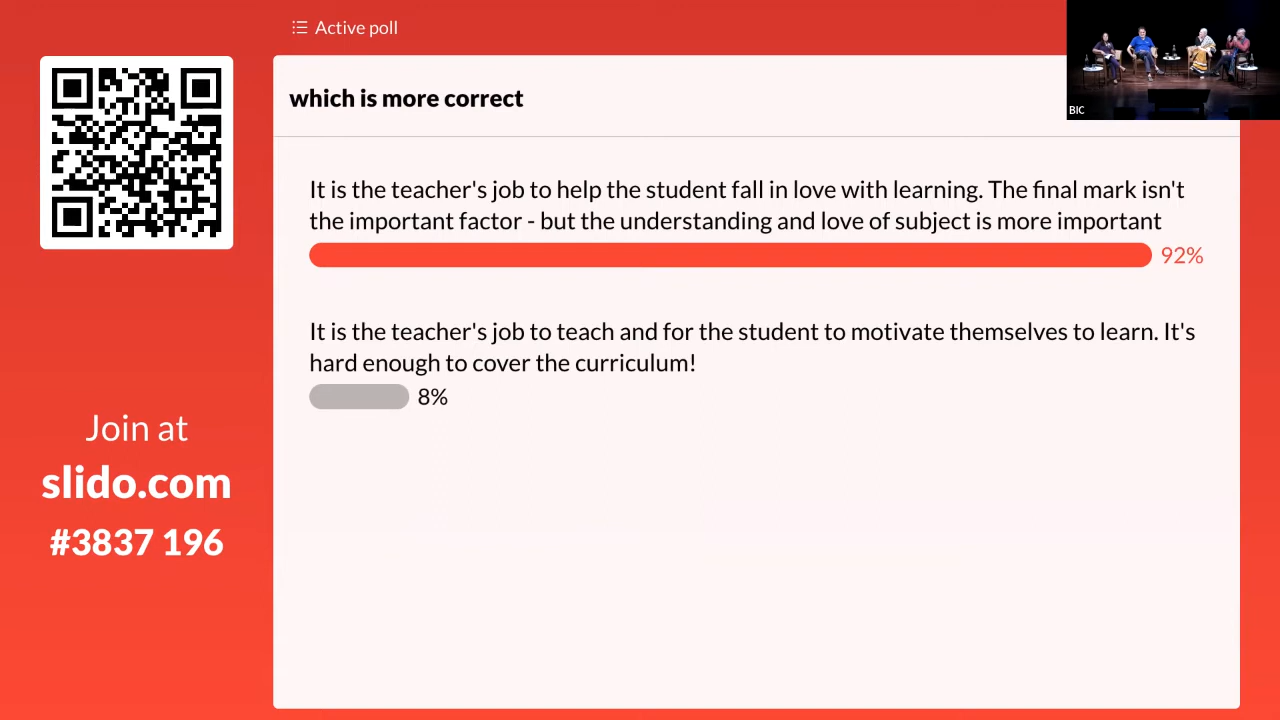 Active poll
BIC
which is more correct
It is the teacher's job to help the student fall in love with learning. The final mark isn't
the important factor - but the understanding and love of subject is more important
92%
It is the teacher's job to teach and for the student to motivate themselves to learn. It's
hard enough to cover the curriculum!
8%
Join at
slido.com
#3837 196